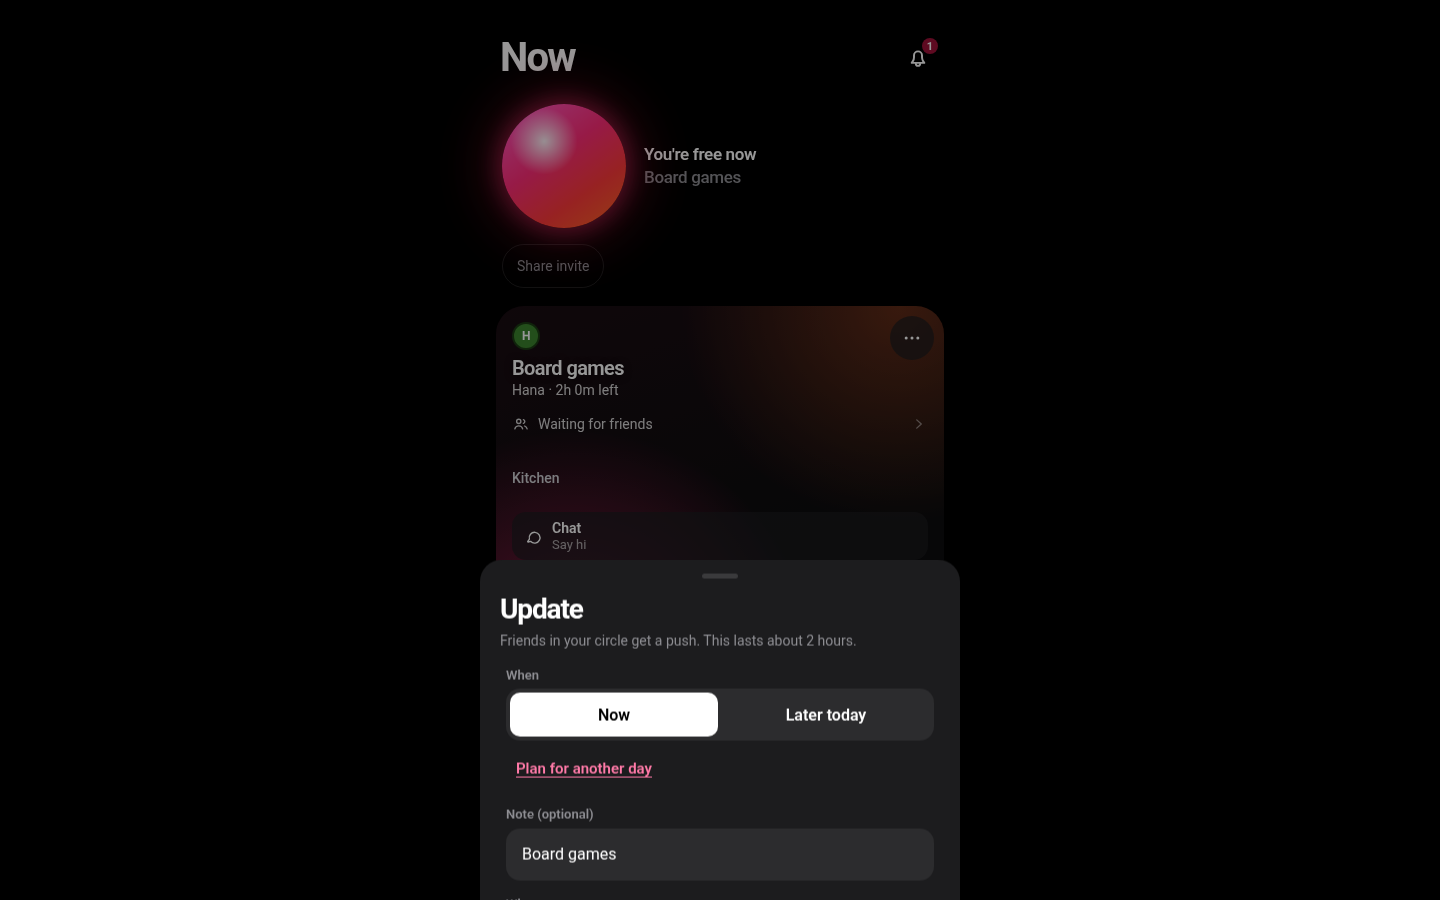 Now
1
You're free now
Board games
Share invite
H
Board games
Hana · 2h 0m left
Waiting for friends
Kitchen
Chat
Say hi
Update
Friends in your circle get a push. This lasts about 2 hours.
When
Now
Later today
Plan for another day
Note (optional)
Board games